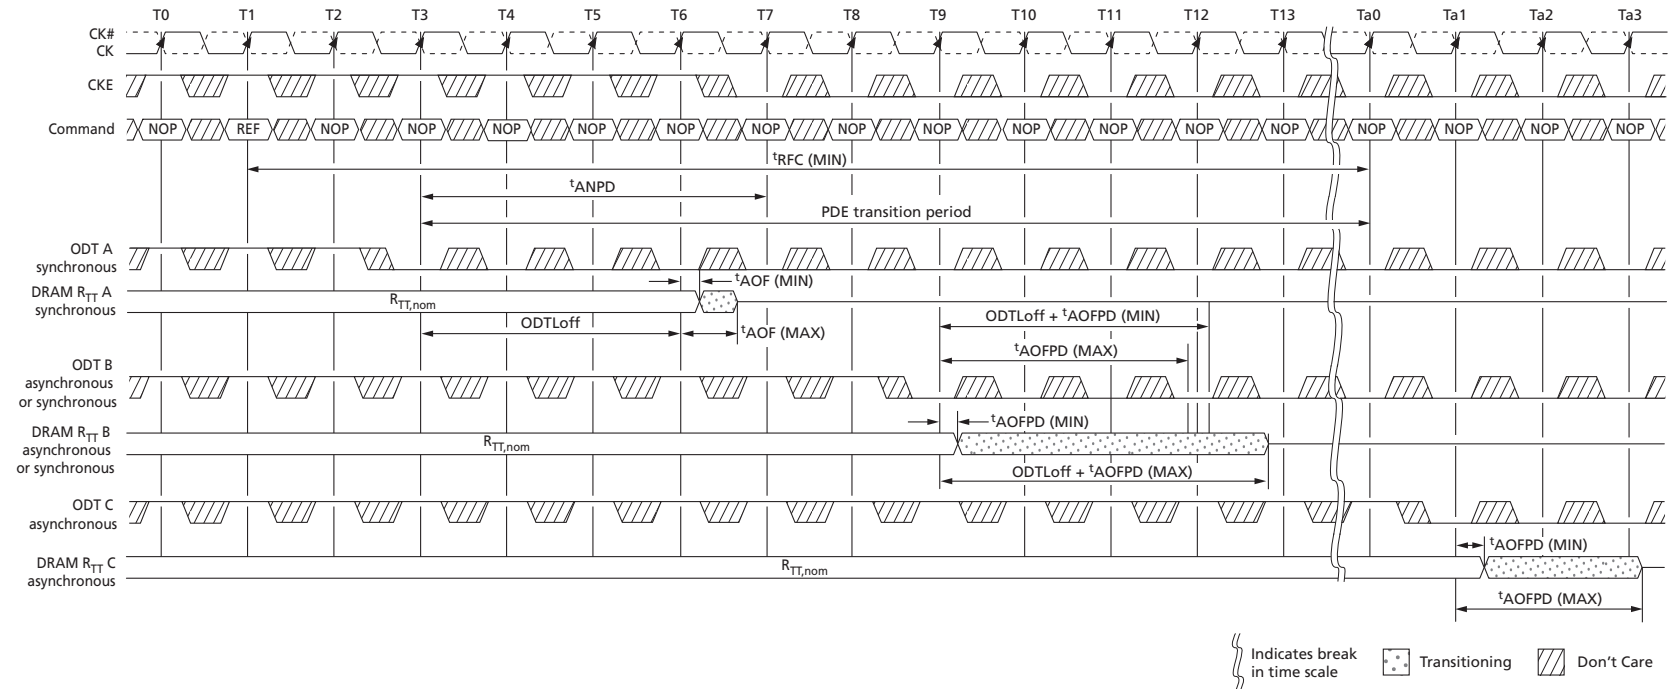 T0 T1 T2 T3 T4 T5 T6 T7 T8 T9 T10 T11 T12 T13 Ta0 Ta1 Ta2 Ta3
CK#
CK
CKE
Command NOP REF NOP NOP NOP NOP NOP NOP NOP NOP NOP NOP NOP NOP NOP NOP NOP NOP
tRFC (MIN)
tANPD
PDE transition period
ODT A
synchronous
tAOF (MIN)
DRAM RTT A
synchronous
RTT,nom
ODTLoff + tAOFPD (MIN)
ODTLoff
tAOF (MAX)
tAOFPD (MAX)
ODT B
asynchronous
or synchronous
tAOFPD (MIN)
DRAM RTT B
asynchronous
or synchronous
RTT,nom
ODTLoff + tAOFPD (MAX)
ODT C
asynchronous
tAOFPD (MIN)
DRAM RTT C
asynchronous
RTT,nom
tAOFPD (MAX)
Indicates break
in time scale
Transitioning
Don't Care